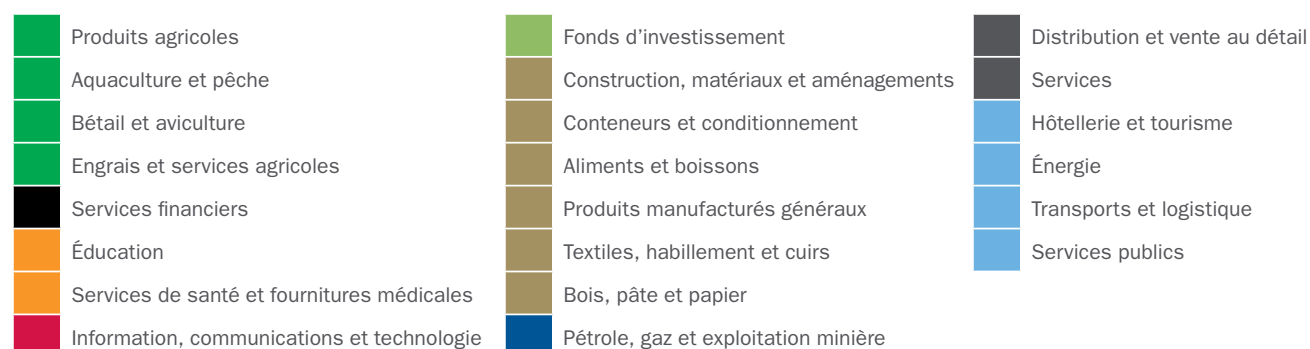 Produits agricoles
Aquaculture et pêche
Bétail et aviculture
Engrais et services agricoles
Services financiers
Éducation
Services de santé et fournitures médicales
Information, communications et technologie
Fonds d’investissement
Construction, matériaux et aménagements
Conteneurs et conditionnement
Aliments et boissons
Produits manufacturés généraux
Textiles, habillement et cuirs
Bois, pâte et papier
Pétrole, gaz et exploitation minière
Distribution et vente au détail
Services
Hôtellerie et tourisme
Énergie
Transports et logistique
Services publics